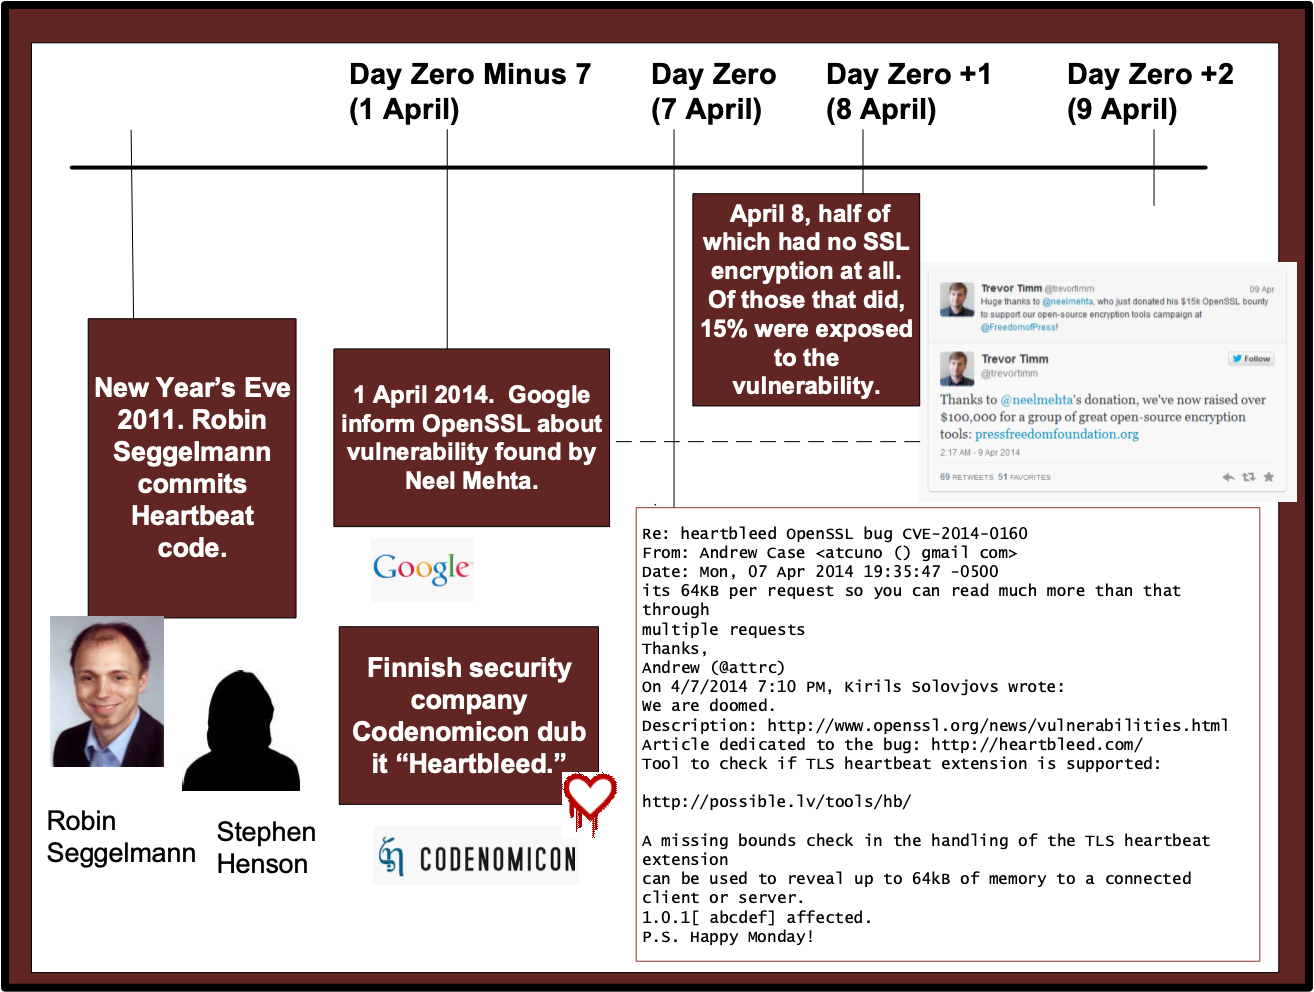 Day Zero Minus 7
(1 April)
Day Zero
(7 April)
Day Zero +1
(8 April)
Day Zero +2
(9 April)
New Year’s Eve
2011. Robin
Seggelmann
commits
Heartbeat
code.
Robin
Seggelmann
Stephen
Henson
1 April 2014.  Google
inform OpenSSL about
vulnerability found by
Neel Mehta.
Google
Finnish security
company
Codenomicon dub
it “Heartbleed.”
CODENOMICON
April 8, half of
which had no SSL
encryption at all.
Of those that did,
15% were exposed
to the
vulnerability.
Trevor Timm @trevortimm 09 Apr
Huge thanks to @neelmehta, who just donated his $15k OpenSSL bounty
to support our open-source encryption tools campaign at
@FreedomofPress!
Trevor Timm
@trevortimm
Follow
Thanks to @neelmehta's donation, we've now raised over
$100,000 for a group of great open-source encryption
tools: pressfreedomfoundation.org
2:17 AM - 9 Apr 2014
69 RETWEETS 51 FAVORITES
Re: heartbleed OpenSSL bug CVE-2014-0160
From: Andrew Case <atcuno () gmail com>
Date: Mon, 07 Apr 2014 19:35:47 -0500
its 64KB per request so you can read much more than that
through
multiple requests
Thanks,
Andrew (@attrc)
On 4/7/2014 7:10 PM, Kirils Solovjovs wrote:
We are doomed.
Description: http://www.openssl.org/news/vulnerabilities.html
Article dedicated to the bug: http://heartbleed.com/
Tool to check if TLS heartbeat extension is supported:
http://possible.lv/tools/hb/
A missing bounds check in the handling of the TLS heartbeat
extension
can be used to reveal up to 64kB of memory to a connected
client or server.
1.0.1[ abcdef] affected.
P.S. Happy Monday!